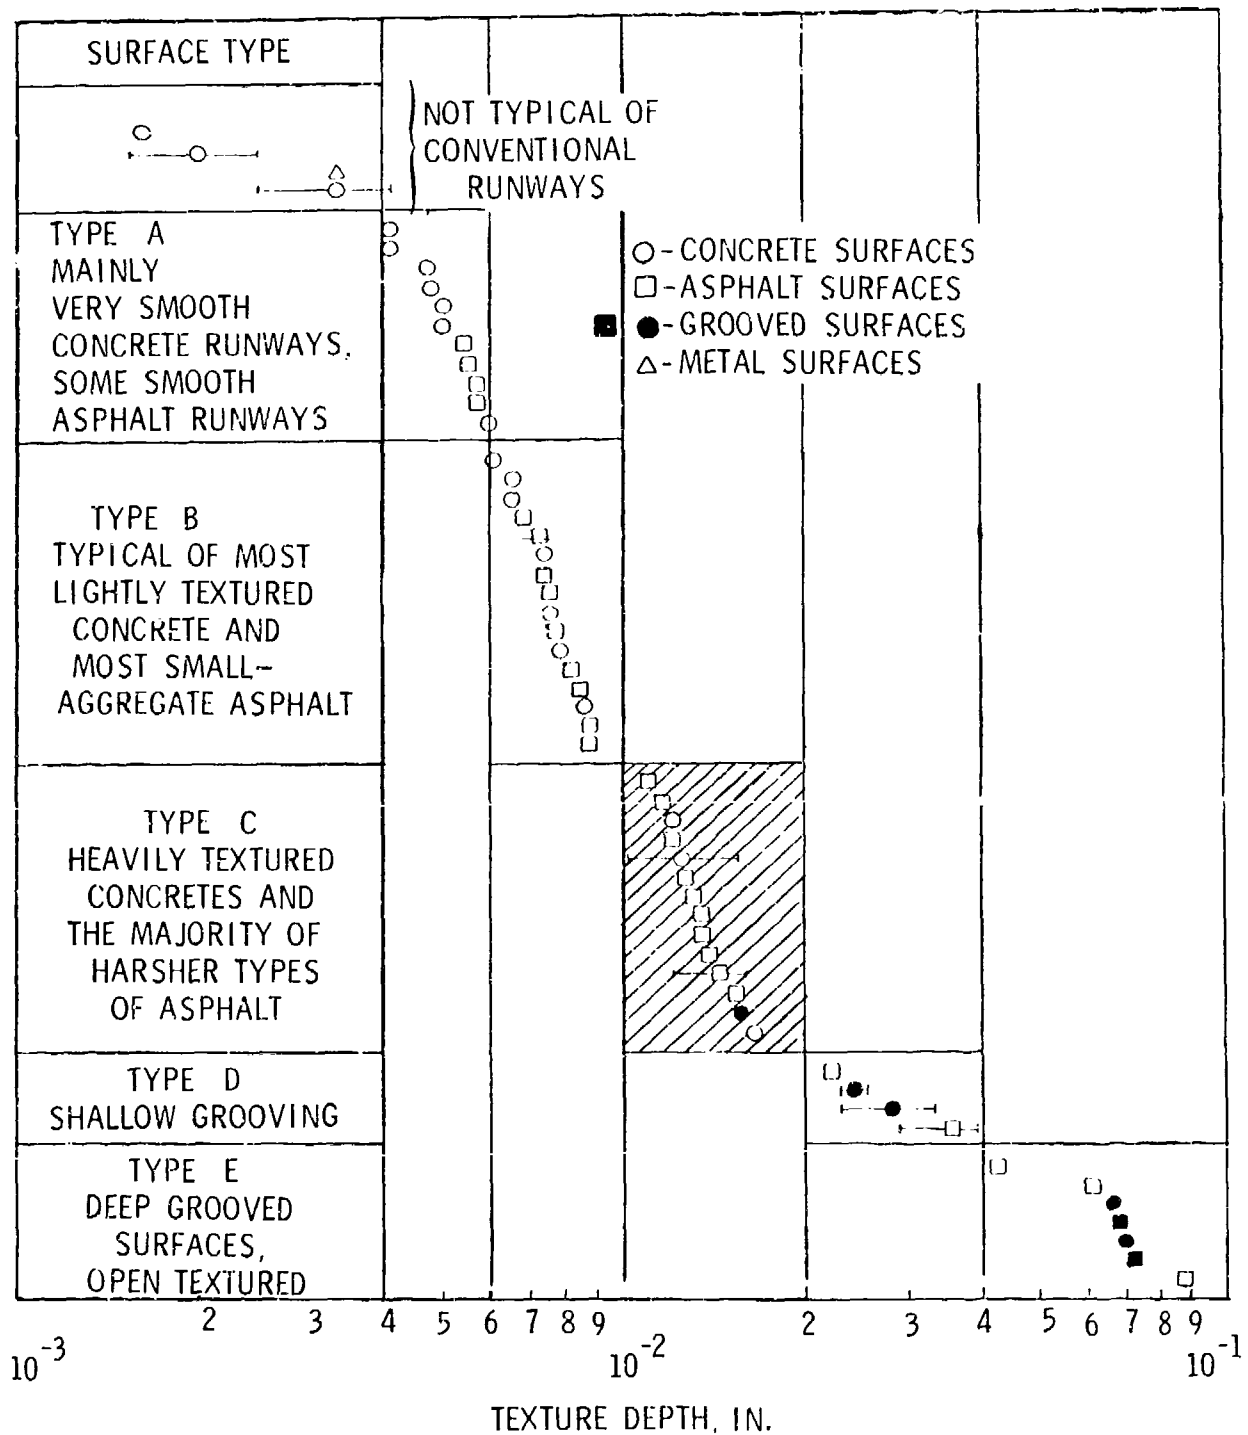 SURFACE TYPE
NOT TYPICAL OF
CONVENTIONAL
RUNWAYS
TYPE A
MAINLY
VERY SMOOTH
CONCRETE RUNWAYS,
SOME SMOOTH
ASPHALT RUNWAYS
○-CONCRETE SURFACES
□-ASPHALT SURFACES
●-GROOVED SURFACES
△-METAL SURFACES
TYPE B
TYPICAL OF MOST
LIGHTLY TEXTURED
CONCRETE AND
MOST SMALL-
AGGREGATE ASPHALT
TYPE C
HEAVILY TEXTURED
CONCRETES AND
THE MAJORITY OF
HARSHER TYPES
OF ASPHALT
TYPE D
SHALLOW GROOVING
TYPE E
DEEP GROOVED
SURFACES,
OPEN TEXTURED
2 3 4 5 6 7 8 9 2 3 4 5 6 7 8 9
10⁻³ 10⁻² 10⁻¹
TEXTURE DEPTH, IN.